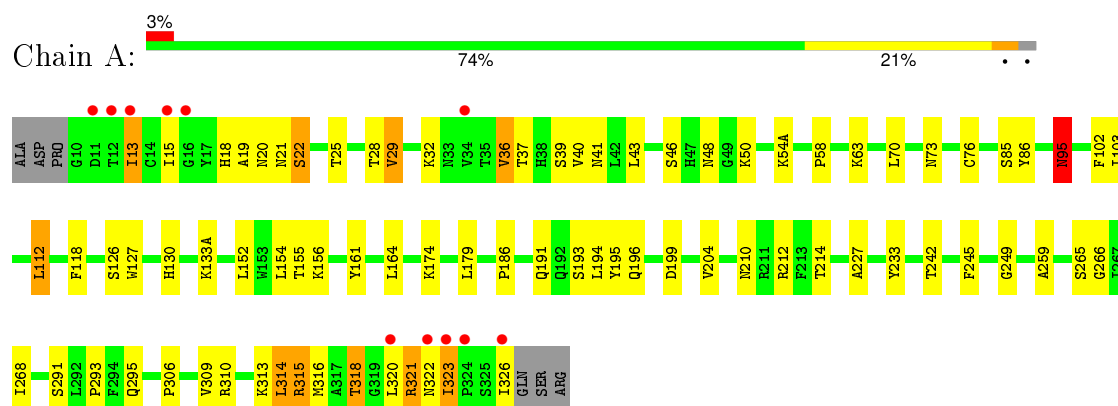 3%
Chain A:
74% 21% • •
ALA ASP PRO G10 D11 T12 I13 C14 I15 G16 Y17 H18 A19 N20 N21 S22 T25 T28 V29 K32 N33 V34 T35 V36 T37 H38 S39 V40 N41 L42 L43 S46 H47 N48 G49 K50 K54A P58 K63 L70 N73 C76 S85 Y86 N95 F102 I103
L112 F118 S126 W127 H130 K133A L152 W153 L154 T155 K156 Y161 L164 K174 L179 P186 Q191 Q192 S193 L194 Y195 Q196 D199 V204 N210 R211 R212 F213 T214 A227 Y233 T242 F245 G249 A259 S265 G266 I267
I268 S291 L292 P293 F294 Q295 P306 V309 R310 K313 L314 R315 M316 A317 T318 G319 L320 R321 N322 I323 P324 S325 I326 GLN SER ARG